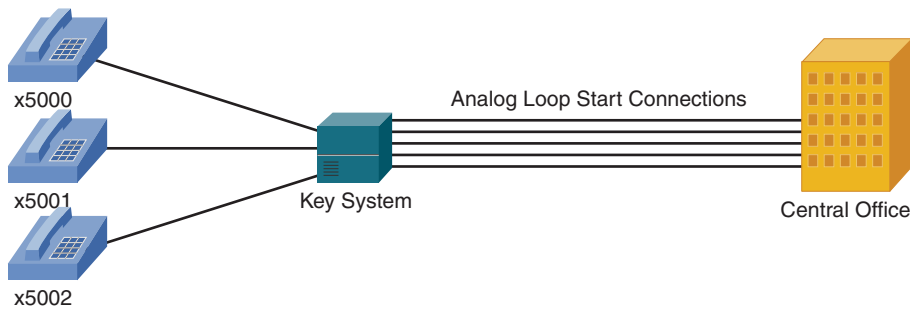 x5000
Analog Loop Start Connections
x5001
Key System
Central Office
x5002